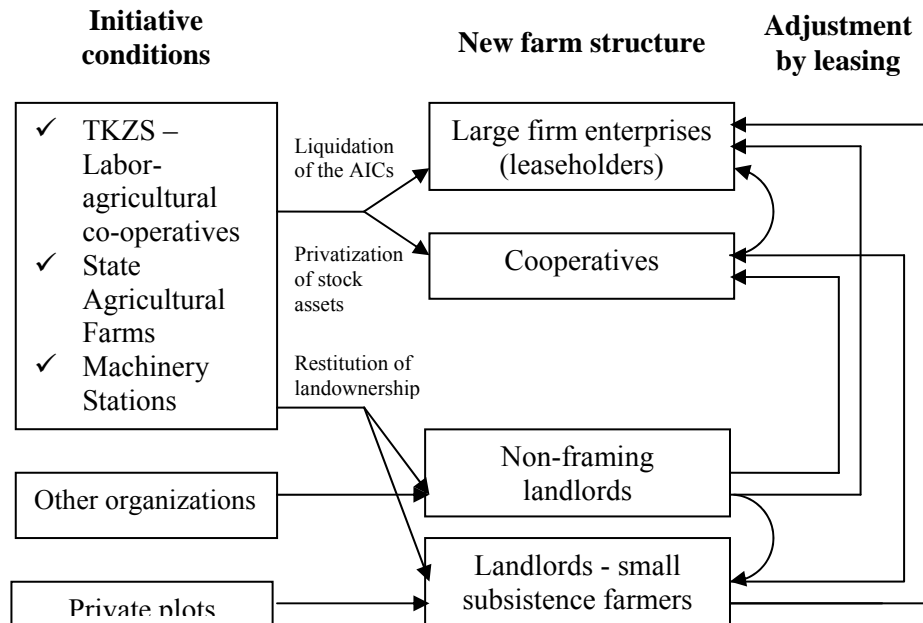 Initiative
conditions
New farm structure
Adjustment
by leasing
✓ TKZS –
Labor-
agricultural
co-operatives
✓ State
Agricultural
Farms
✓ Machinery
Stations
Liquidation
of the AICs
Privatization
of stock
assets
Restitution of
landownership
Large firm enterprises
(leaseholders)
Cooperatives
Other organizations
Non-framing
landlords
Private plots
Landlords - small
subsistence farmers